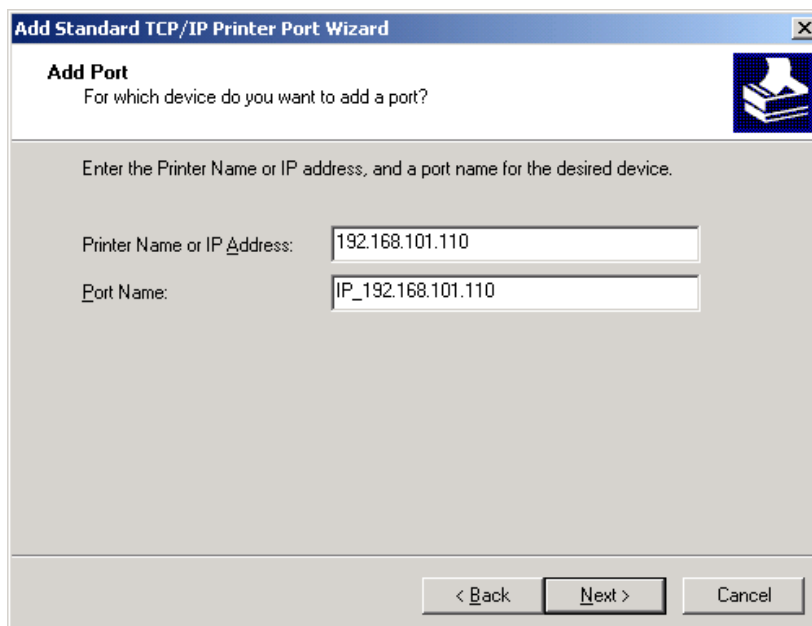 Add Standard TCP/IP Printer Port Wizard
Add Port
For which device do you want to add a port?
Enter the Printer Name or IP address, and a port name for the desired device.
Printer Name or IP Address: 192.168.101.110
Port Name: IP_192.168.101.110
< Back Next > Cancel